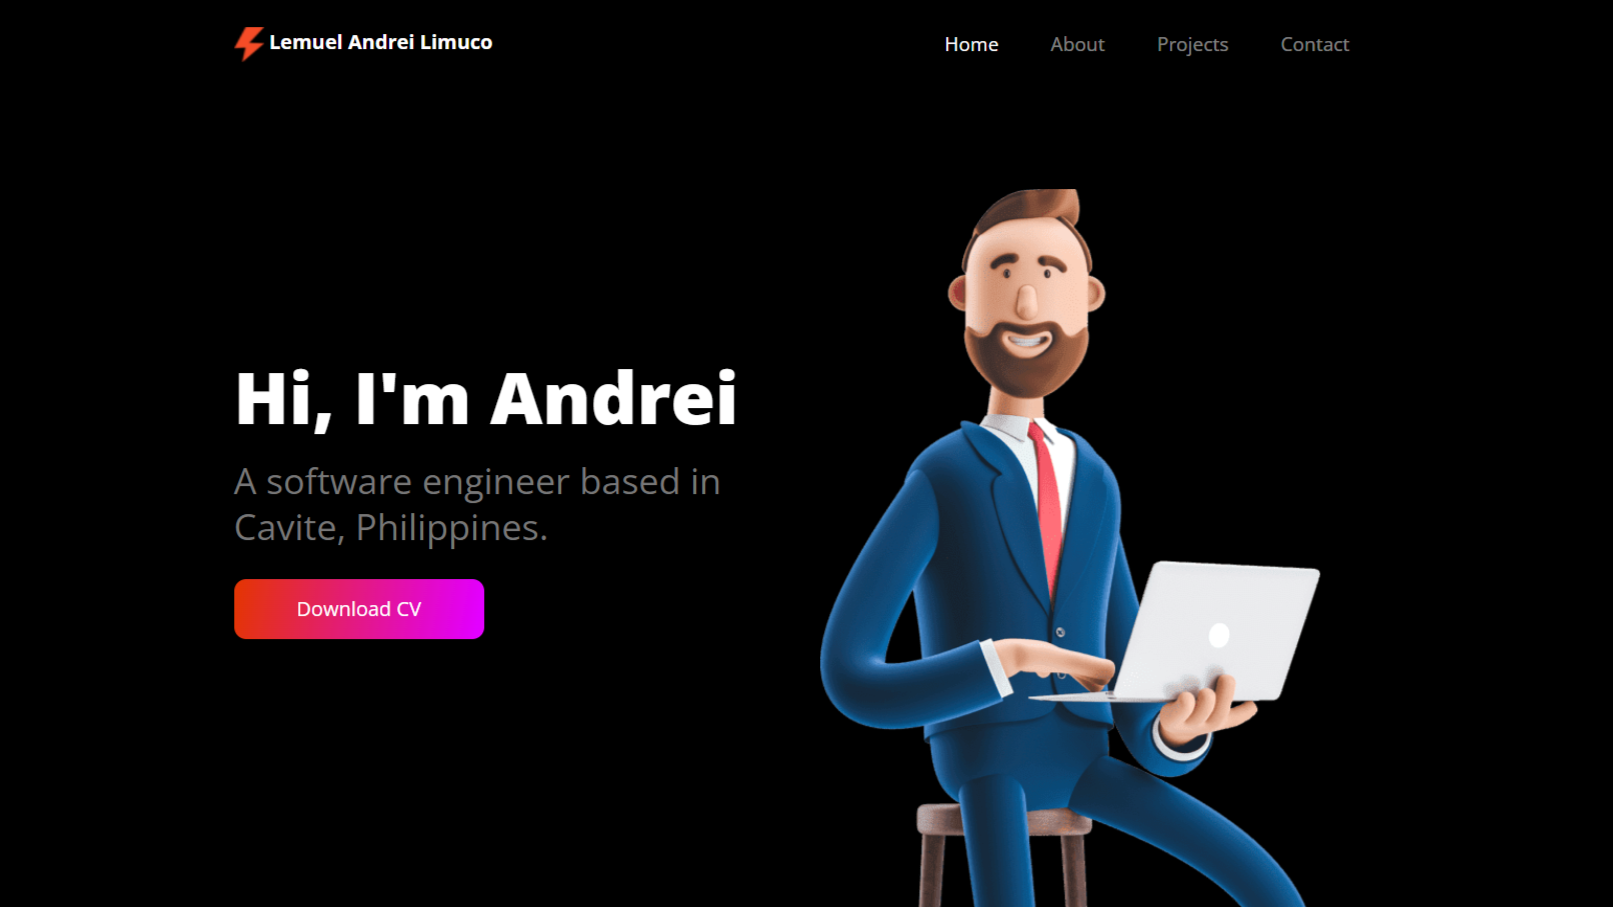 Lemuel Andrei Limuco
Home About Projects Contact
Hi, I'm Andrei
A software engineer based in
Cavite, Philippines.
Download CV